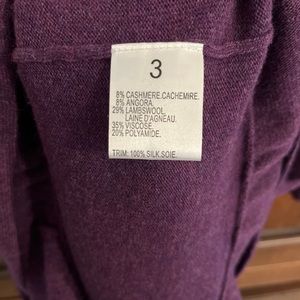 3
8% CASHMERE.CACHEMIRE.
8% ANGORA.
29% LAMBSWOOL.
LAINE D'AGNEAU.
35% VISCOSE.
20% POLYAMIDE.
TRIM: 100% SILK.SOIE.